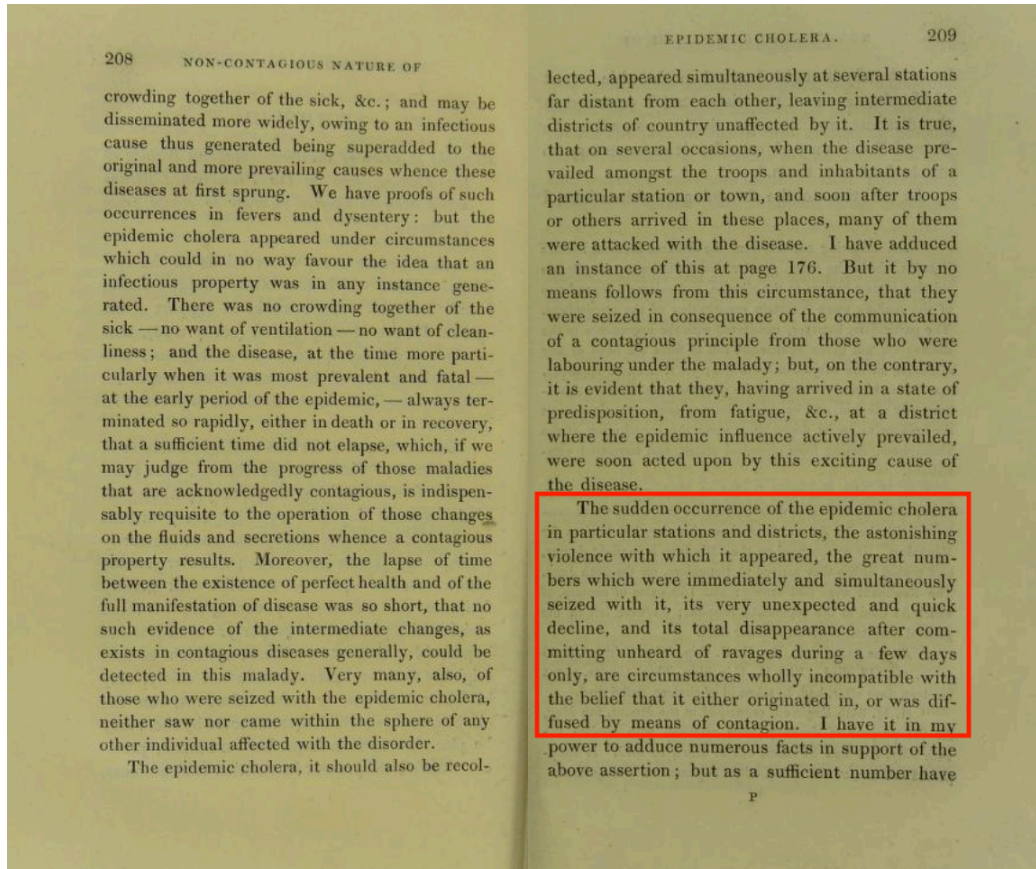 208 NON-CONTAGIOUS NATURE OF
crowding together of the sick, &c.; and may be
disseminated more widely, owing to an infectious
cause thus generated being superadded to the
original and more prevailing causes whence these
diseases at first sprung. We have proofs of such
occurrences in fevers and dysentery: but the
epidemic cholera appeared under circumstances
which could in no way favour the idea that an
infectious property was in any instance gene-
rated. There was no crowding together of the
sick — no want of ventilation — no want of clean-
liness; and the disease, at the time more parti-
cularly when it was most prevalent and fatal —
at the early period of the epidemic, — always ter-
minated so rapidly, either in death or in recovery,
that a sufficient time did not elapse, which, if we
may judge from the progress of those maladies
that are acknowledgedly contagious, is indispen-
sably requisite to the operation of those changes
on the fluids and secretions whence a contagious
property results. Moreover, the lapse of time
between the existence of perfect health and of the
full manifestation of disease was so short, that no
such evidence of the intermediate changes, as
exists in contagious diseases generally, could be
detected in this malady. Very many, also, of
those who were seized with the epidemic cholera,
neither saw nor came within the sphere of any
other individual affected with the disorder.
The epidemic cholera, it should also be recol-
EPIDEMIC CHOLERA. 209
lected, appeared simultaneously at several stations
far distant from each other, leaving intermediate
districts of country unaffected by it. It is true,
that on several occasions, when the disease pre-
vailed amongst the troops and inhabitants of a
particular station or town, and soon after troops
or others arrived in these places, many of them
were attacked with the disease. I have adduced
an instance of this at page 176. But it by no
means follows from this circumstance, that they
were seized in consequence of the communication
of a contagious principle from those who were
labouring under the malady; but, on the contrary,
it is evident that they, having arrived in a state of
predisposition, from fatigue, &c., at a district
where the epidemic influence actively prevailed,
were soon acted upon by this exciting cause of
the disease.
The sudden occurrence of the epidemic cholera
in particular stations and districts, the astonishing
violence with which it appeared, the great num-
bers which were immediately and simultaneously
seized with it, its very unexpected and quick
decline, and its total disappearance after com-
mitting unheard of ravages during a few days
only, are circumstances wholly incompatible with
the belief that it either originated in, or was dif-
fused by means of contagion. I have it in my
power to adduce numerous facts in support of the
above assertion; but as a sufficient number have
P